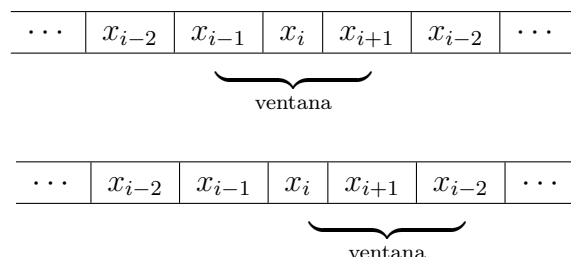 ⋯ x_{i−2} x_{i−1} x_i x_{i+1} x_{i−2} ⋯
ventana
⋯ x_{i−2} x_{i−1} x_i x_{i+1} x_{i−2} ⋯
ventana